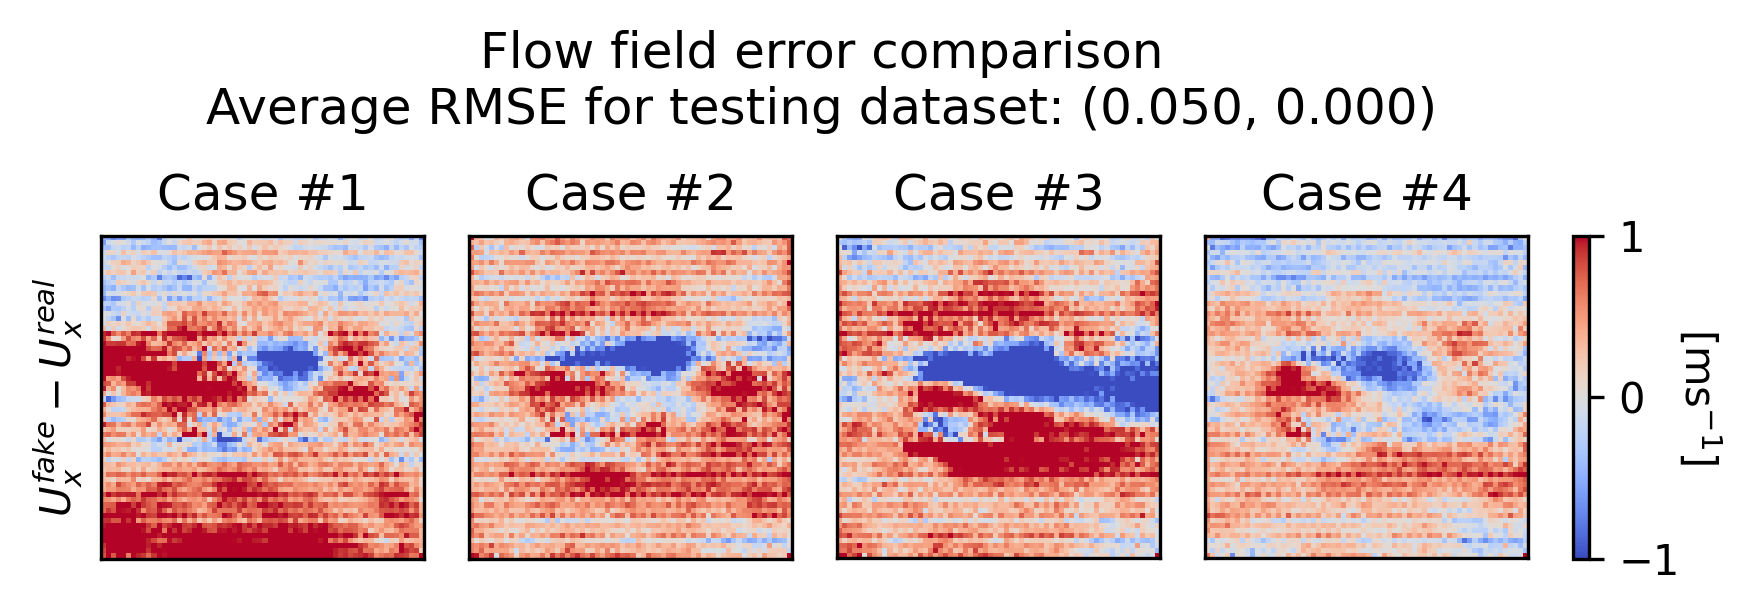 Flow field error comparison
Average RMSE for testing dataset: (0.050, 0.000)
Case #1
Case #2
Case #3
Case #4
U_x^{fake} − U_x^{real}
1
0
−1
[ms⁻¹]